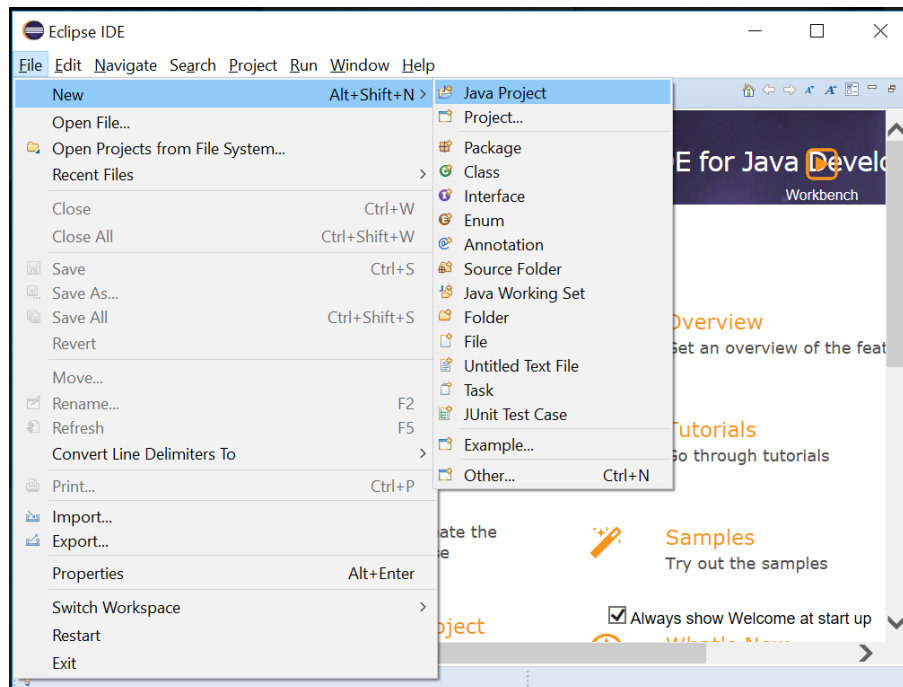 Eclipse IDE
File Edit Navigate Search Project Run Window Help
New Alt+Shift+N
Open File...
Open Projects from File System...
Recent Files
Close Ctrl+W
Close All Ctrl+Shift+W
Save Ctrl+S
Save As...
Save All Ctrl+Shift+S
Revert
Move...
Rename... F2
Refresh F5
Convert Line Delimiters To
Print... Ctrl+P
Import...
Export...
Properties Alt+Enter
Switch Workspace
Restart
Exit
Java Project
Project...
Package
Class
Interface
Enum
Annotation
Source Folder
Java Working Set
Folder
File
Untitled Text File
Task
JUnit Test Case
Example...
Other... Ctrl+N
E for Java Develo
Workbench
Overview
Get an overview of the feat
Tutorials
Go through tutorials
ate the
e
Samples
Try out the samples
oject
Always show Welcome at start up
What's New